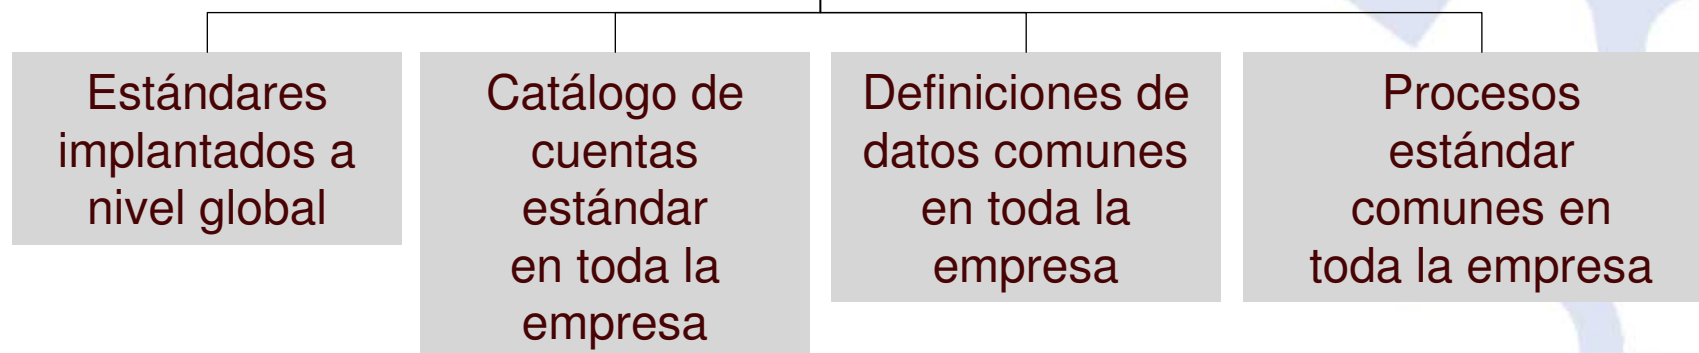 Estándares
implantados a
nivel global
Catálogo de
cuentas
estándar
en toda la
empresa
Definiciones de
datos comunes
en toda la
empresa
Procesos
estándar
comunes en
toda la empresa